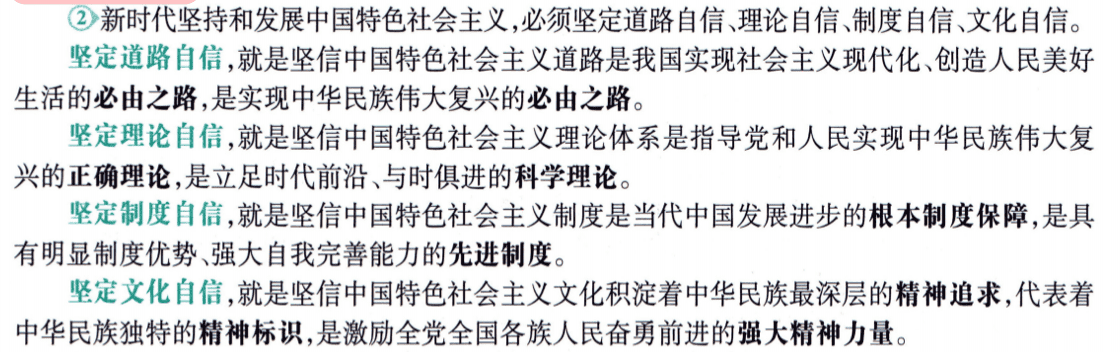 ②新时代坚持和发展中国特色社会主义,必须坚定道路自信、理论自信、制度自信、文化自信。
坚定道路自信,就是坚信中国特色社会主义道路是我国实现社会主义现代化、创造人民美好
生活的必由之路,是实现中华民族伟大复兴的必由之路。
坚定理论自信,就是坚信中国特色社会主义理论体系是指导党和人民实现中华民族伟大复
兴的正确理论,是立足时代前沿、与时俱进的科学理论。
坚定制度自信,就是坚信中国特色社会主义制度是当代中国发展进步的根本制度保障,是具
有明显制度优势、强大自我完善能力的先进制度。
坚定文化自信,就是坚信中国特色社会主义文化积淀着中华民族最深层的精神追求,代表着
中华民族独特的精神标识,是激励全党全国各族人民奋勇前进的强大精神力量。